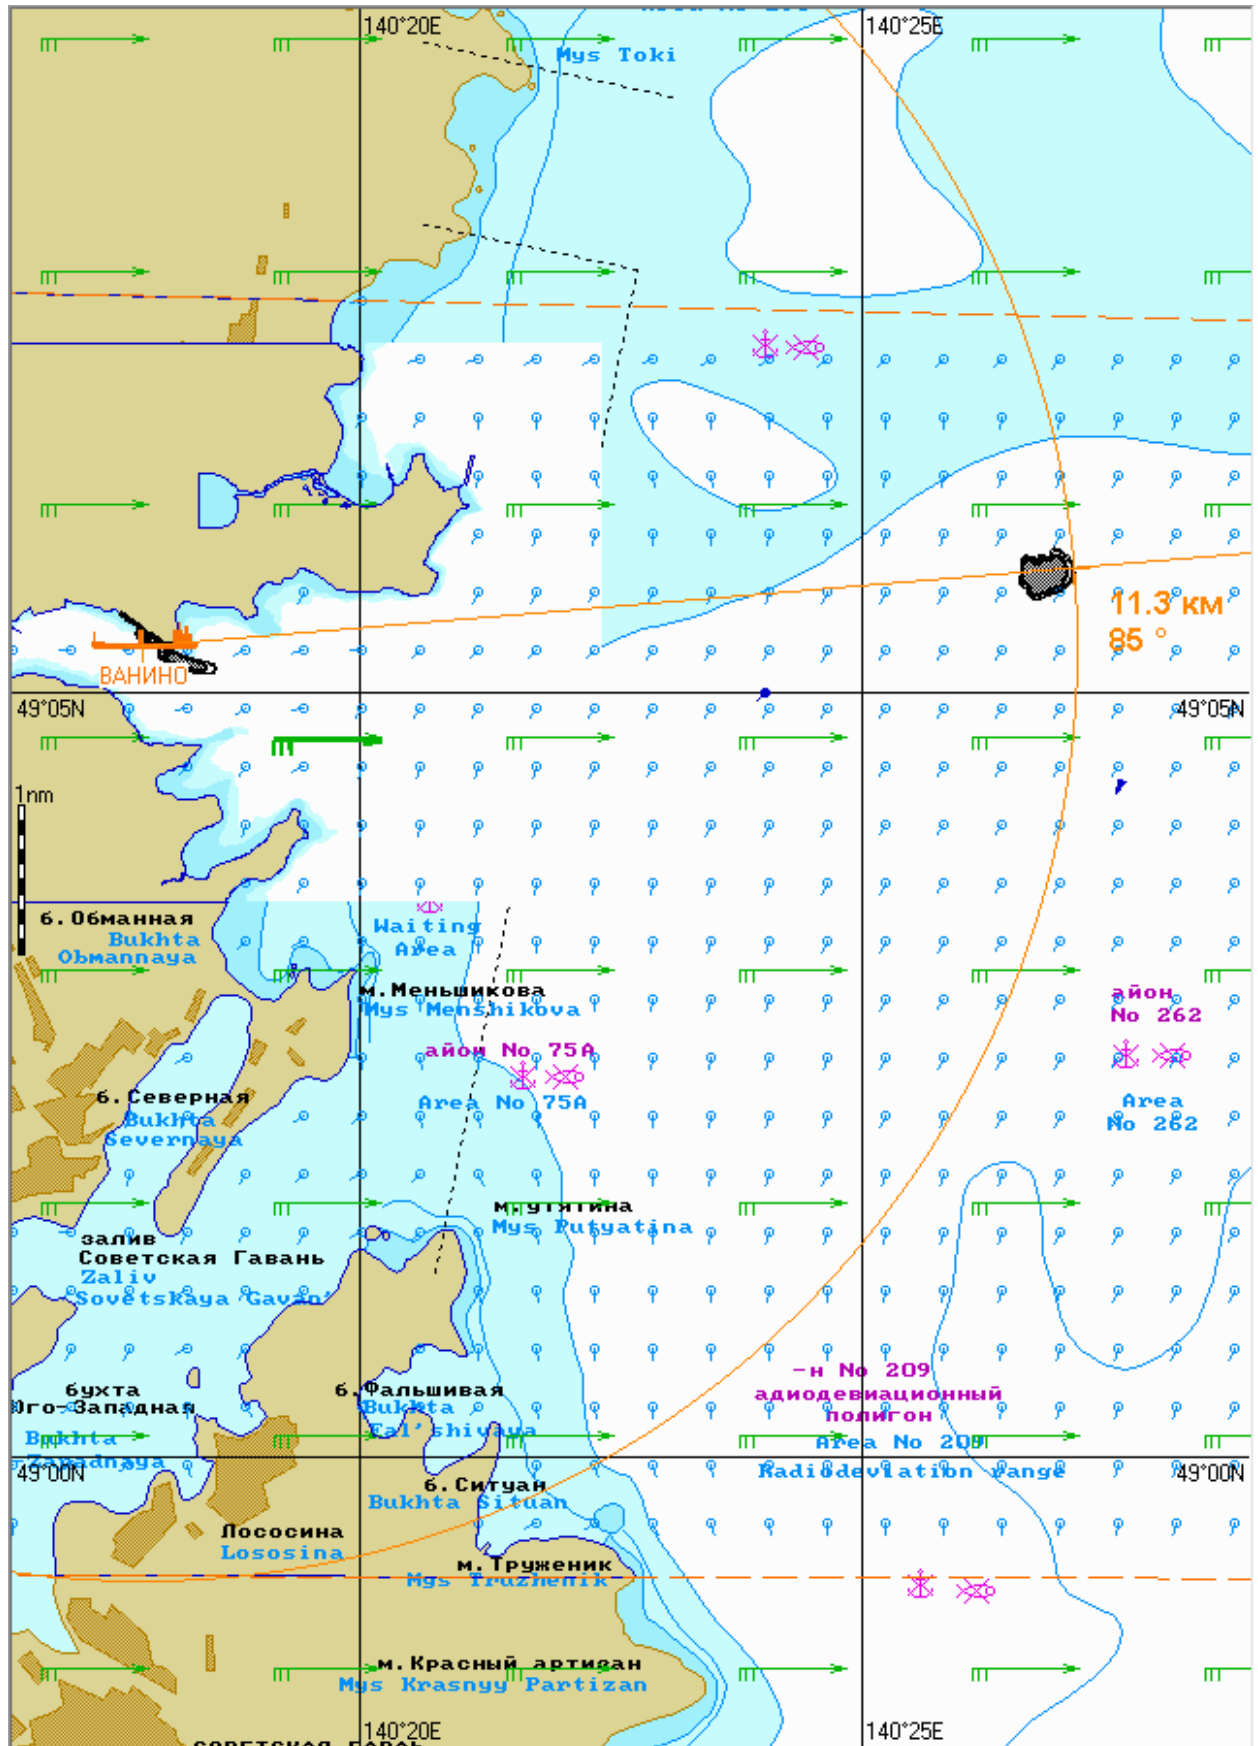 140°20E
140°25E
Mys Toki
11.3 км
85 °
ВАНИНО
49°05N
49°05N
1nm
б.Обманная
Bukhta
Obmannaya
Waiting
Area
м.Меньшикова
Mys Menshikova
айон No 75А
Area No 75A
айон
No 262
Area
No 262
б.Северная
Bukhta
Severnaya
м.утятина
Mys Putyatina
залив
Советская Гавань
Zaliv
Sovetskaya Gavan'
-н No 209
адиодевиационный
полигон
Area No 209
Radiodeviation range
бухта
Юго-Западная
Bukhta
-Zapadnaya
б.Фальшивая
Bukhta
Fal'shivaya
49°00N
49°00N
б.Ситуан
Bukhta Situan
Лососина
Lososina
м.Труженик
Mys Truzhenik
м.Красный артизан
Mys Krasnyy Partizan
140°20E
140°25E